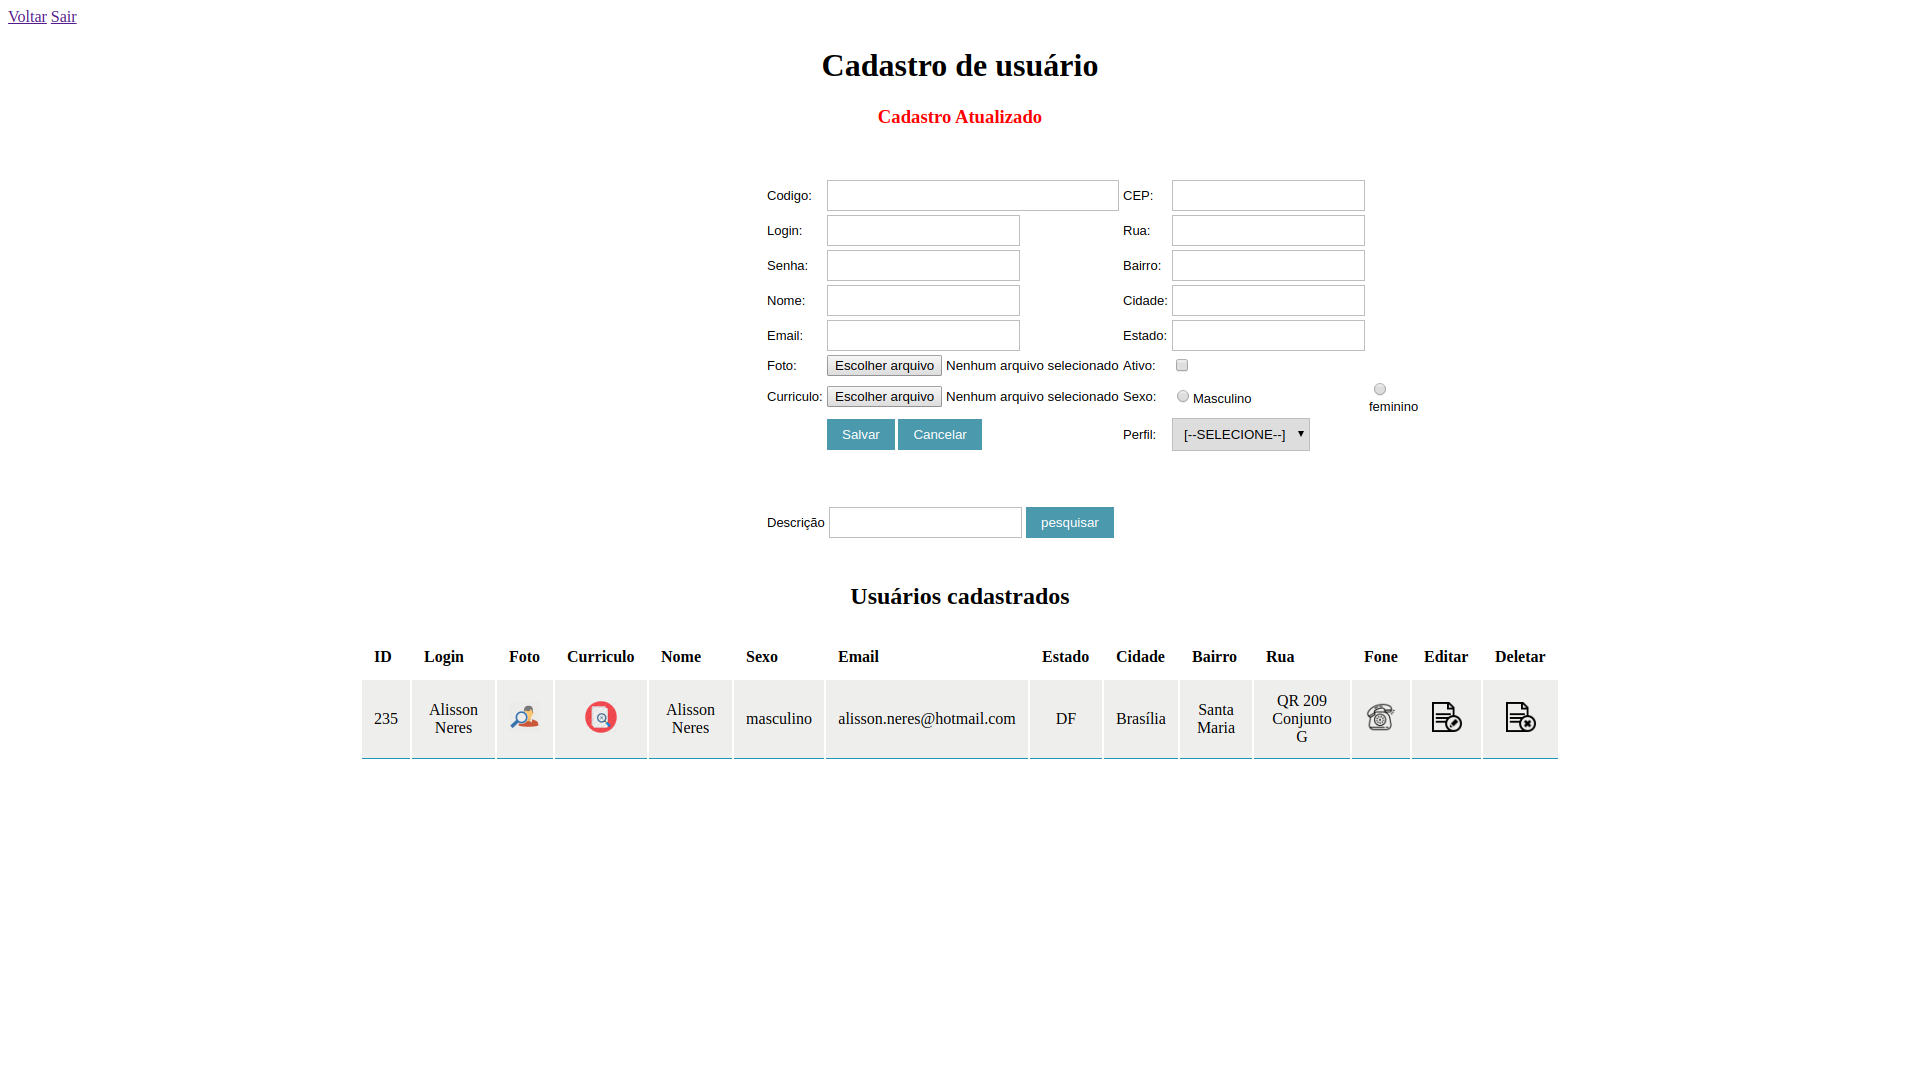 Voltar Sair
Cadastro de usuário
Cadastro Atualizado
Codigo: CEP:
Login: Rua:
Senha: Bairro:
Nome: Cidade:
Email: Estado:
Foto: Escolher arquivo Nenhum arquivo selecionado Ativo:
Curriculo: Escolher arquivo Nenhum arquivo selecionado Sexo: Masculino feminino
Salvar Cancelar Perfil: [--SELECIONE--]
Descrição pesquisar
Usuários cadastrados
ID Login Foto Curriculo Nome Sexo Email Estado Cidade Bairro Rua Fone Editar Deletar
235 Alisson Neres Alisson Neres masculino alisson.neres@hotmail.com DF Brasília Santa Maria QR 209 Conjunto G